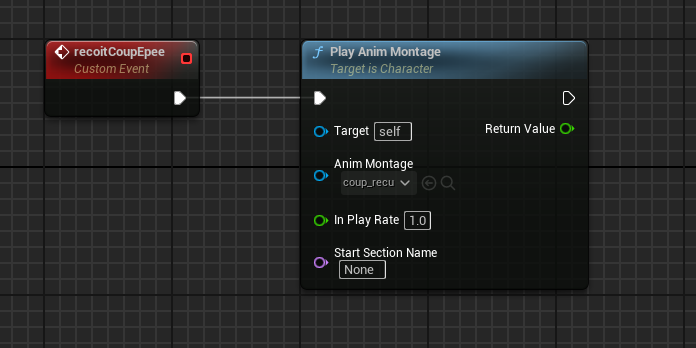 recoitCoupEpee
Custom Event
Play Anim Montage
Target is Character
Target self
Return Value
Anim Montage
coup_recu
In Play Rate 1.0
Start Section Name
None